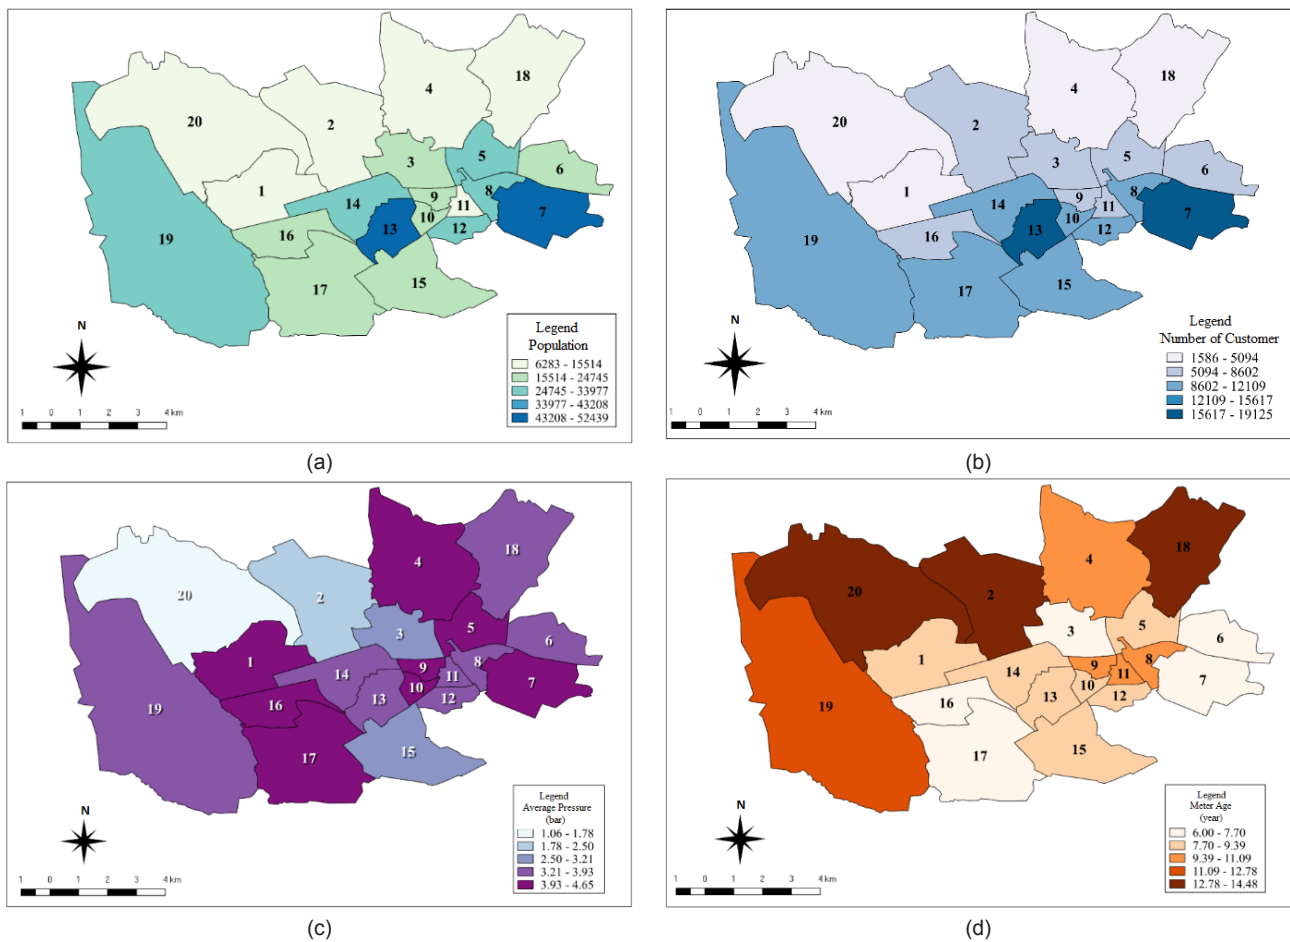 4
18
20
2
3
5
6
1
14
9
8
11
7
10
13
12
16
19
15
17
N
Legend
Population
6283 - 15514
15514 - 24745
24745 - 33977
33977 - 43208
43208 - 52439
1 0 1 2 3 4 km
(a)
4
18
20
2
3
5
6
1
14
9
8
11
7
10
13
12
16
19
15
17
N
Legend
Number of Customer
1586 - 5094
5094 - 8602
8602 - 12109
12109 - 15617
15617 - 19125
1 0 1 2 3 4 km
(b)
4
18
20
2
3
5
6
1
14
9
8
11
7
10
13
12
16
19
15
17
N
Legend
Average Pressure
(bar)
1.06 - 1.78
1.78 - 2.50
2.50 - 3.21
3.21 - 3.93
3.93 - 4.65
1 0 1 2 3 4 km
(c)
4
18
20
2
3
5
6
1
14
9
8
11
7
10
13
12
16
19
15
17
N
Legend
Meter Age
(year)
6.00 - 7.70
7.70 - 9.39
9.39 - 11.09
11.09 - 12.78
12.78 - 14.48
1 0 1 2 3 4 km
(d)